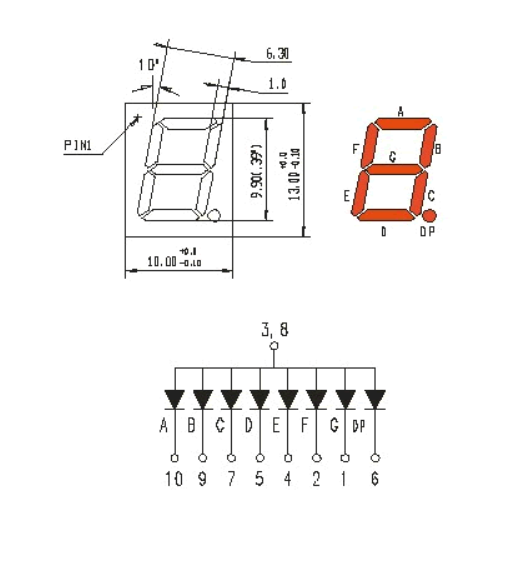 6.30
10°
1.0
PIN1
9.90(.39")
13.00 +0.0 -0.10
10.00 +0.0 -0.10
A
F
B
G
E
C
D
DP
3, 8
A B C D E F G DP
10 9 7 5 4 2 1 6